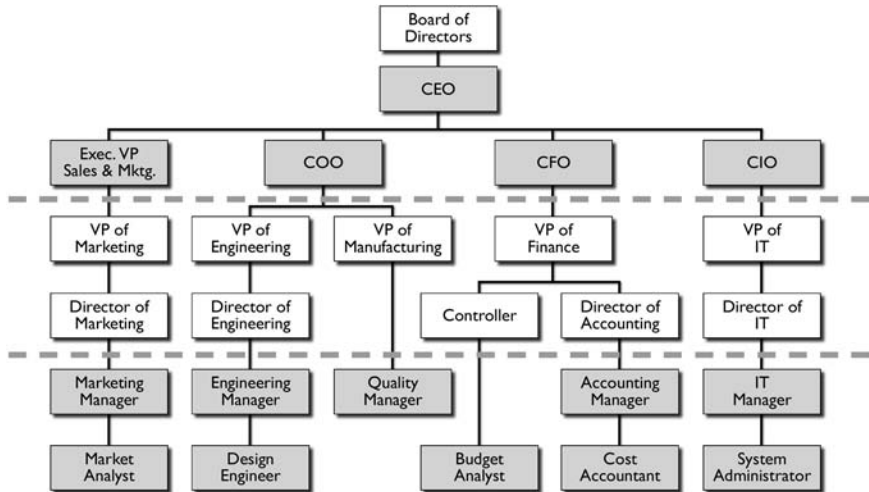 Board of
Directors
CEO
Exec. VP
Sales & Mktg.
COO
CFO
CIO
VP of
Marketing
VP of
Engineering
VP of
Manufacturing
VP of
Finance
VP of
IT
Director of
Marketing
Director of
Engineering
Controller
Director of
Accounting
Director of
IT
Marketing
Manager
Engineering
Manager
Quality
Manager
Accounting
Manager
IT
Manager
Market
Analyst
Design
Engineer
Budget
Analyst
Cost
Accountant
System
Administrator